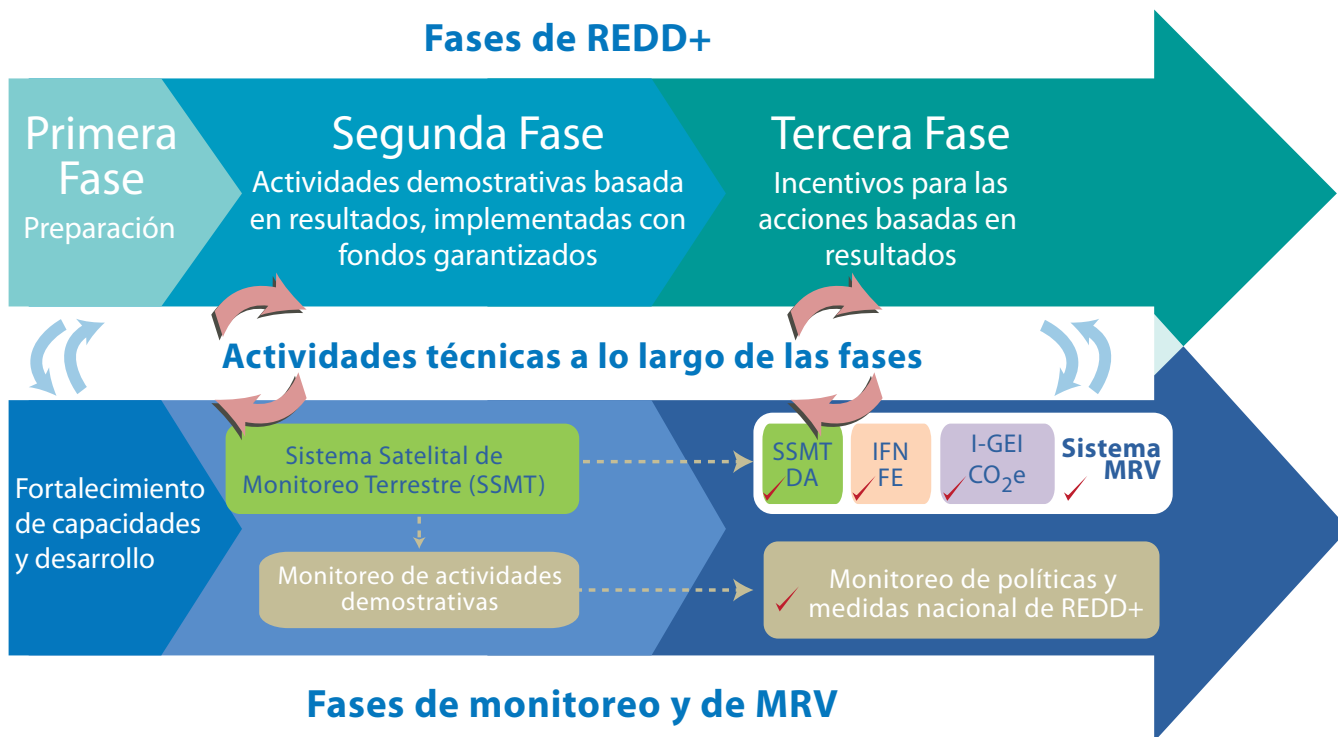 Fases de REDD+
Primera
Fase
Preparación
Segunda Fase
Actividades demostrativas basada
en resultados, implementadas con
fondos garantizados
Tercera Fase
Incentivos para las
acciones basadas en
resultados
Actividades técnicas a lo largo de las fases
Fortalecimiento
de capacidades
y desarrollo
Sistema Satelital de
Monitoreo Terrestre (SSMT)
Monitoreo de actividades
demostrativas
SSMT
DA
IFN
FE
I-GEI
CO₂e
Sistema
MRV
Monitoreo de políticas y
medidas nacional de REDD+
Fases de monitoreo y de MRV